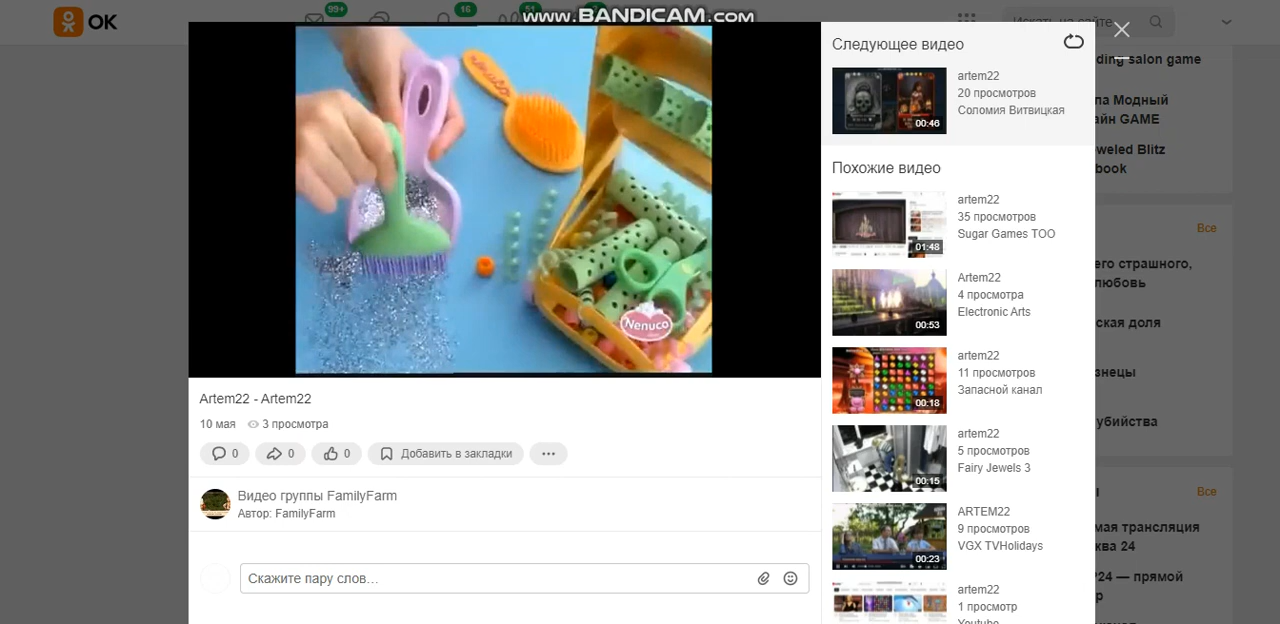 www.BANDICAM.com
OK
99+
16
51
Искать на сайте
nenuco
Nenuco
Artem22 - Artem22
10 мая
3 просмотра
0
0
0
Добавить в закладки
Видео группы FamilyFarm
Автор: FamilyFarm
Скажите пару слов...
Следующее видео
00:46
artem22
20 просмотров
Соломия Витвицкая
Похожие видео
01:48
artem22
35 просмотров
Sugar Games TOO
00:53
Artem22
4 просмотра
Electronic Arts
00:18
artem22
11 просмотров
Запасной канал
00:15
artem22
5 просмотров
Fairy Jewels 3
00:23
ARTEM22
9 просмотров
VGX TVHolidays
artem22
1 просмотр
Youtube
ding salon game
ла Модный
айн GAME
weled Blitz
book
Все
его страшного,
любовь
ская доля
знецы
убийства
Все
мая трансляция
ква 24
24 — прямой
р